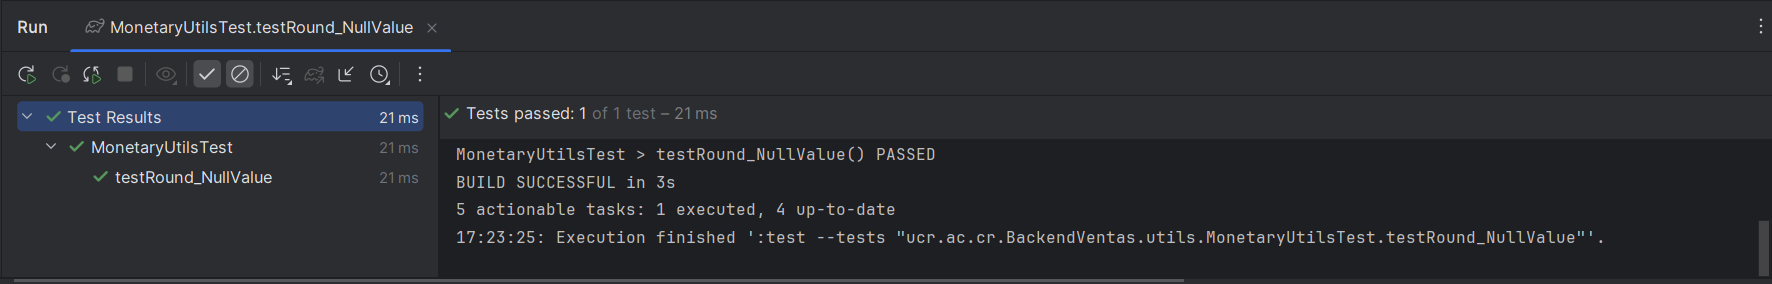 Run MonetaryUtilsTest.testRound_NullValue
Test Results 21 ms
MonetaryUtilsTest 21 ms
testRound_NullValue 21 ms
Tests passed: 1 of 1 test – 21 ms
MonetaryUtilsTest > testRound_NullValue() PASSED
BUILD SUCCESSFUL in 3s
5 actionable tasks: 1 executed, 4 up-to-date
17:23:25: Execution finished ':test --tests "ucr.ac.cr.BackendVentas.utils.MonetaryUtilsTest.testRound_NullValue"'.